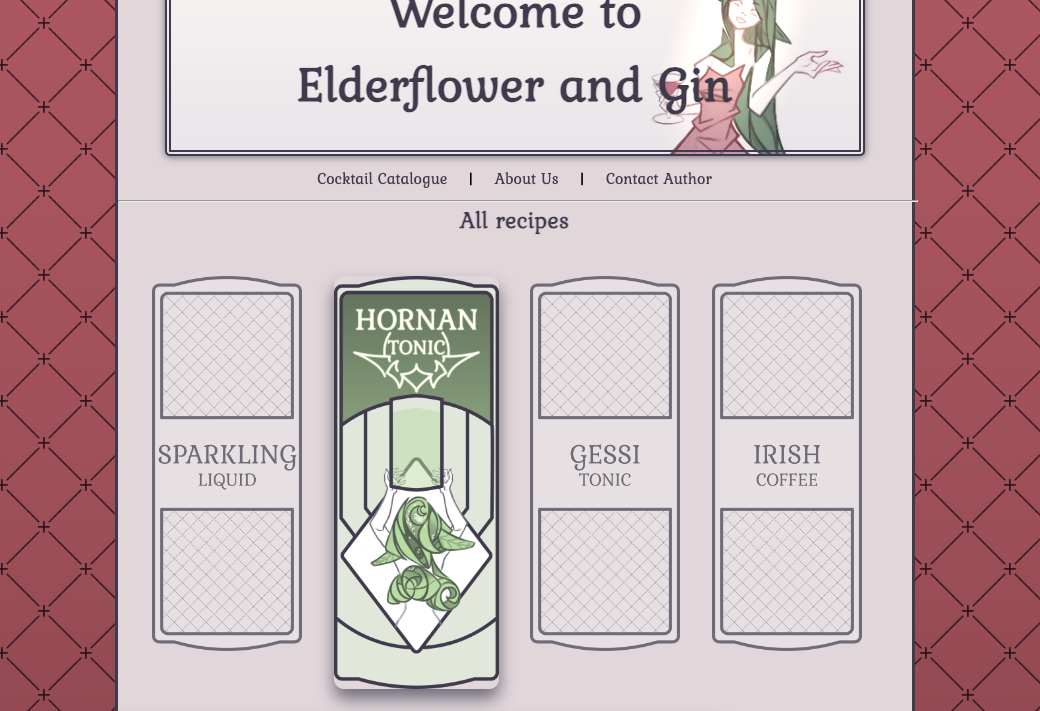 Welcome to
Elderflower and Gin
Cocktail Catalogue | About Us | Contact Author
All recipes
SPARKLING
LIQUID
HORNAN
TONIC
GESSI
TONIC
IRISH
COFFEE